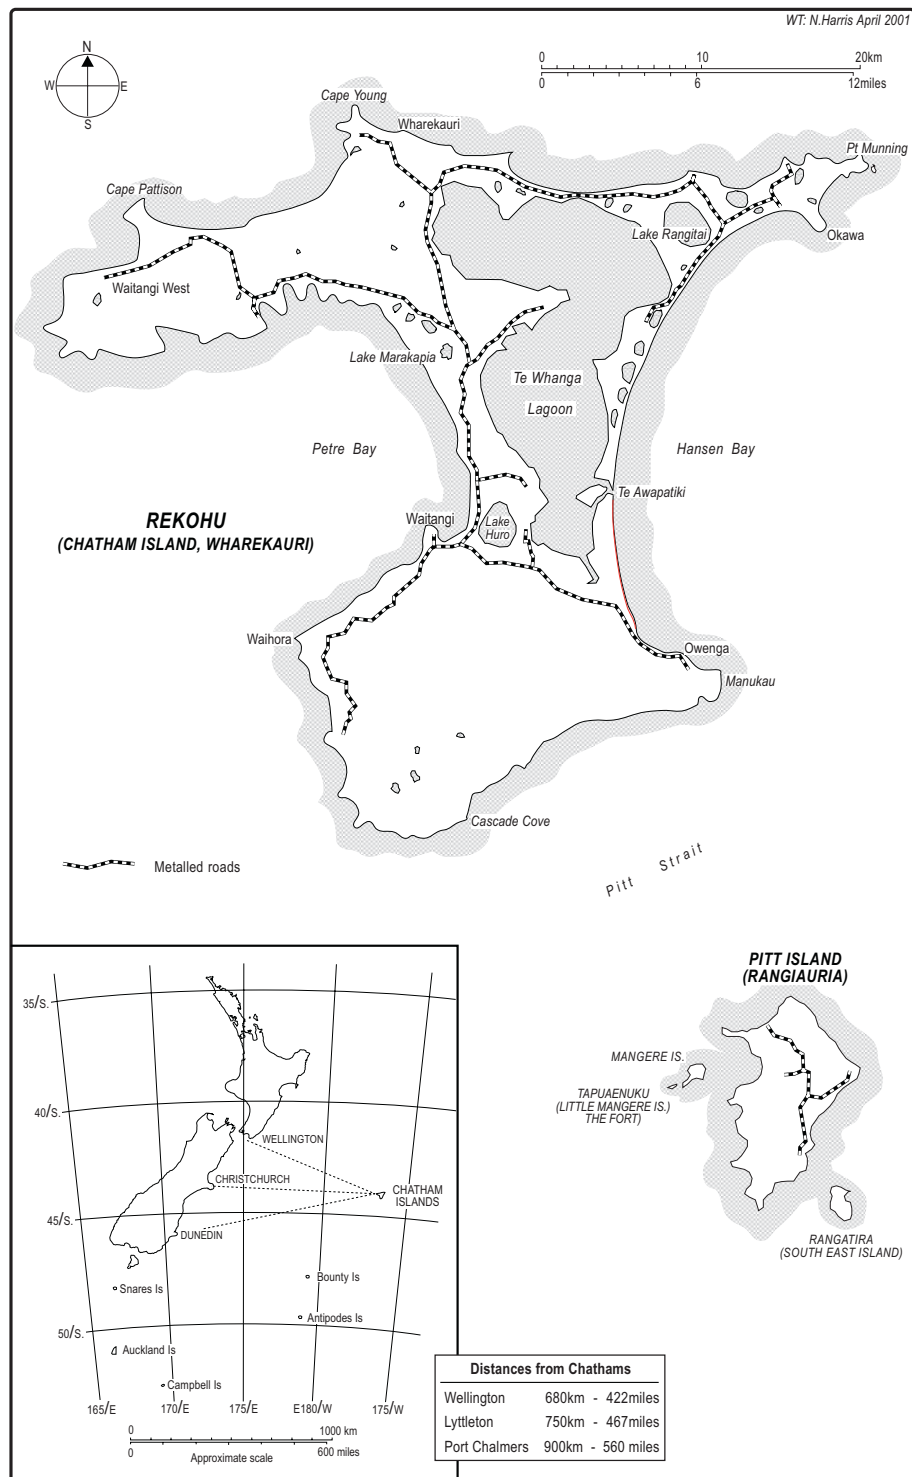 WT: N.Harris April 2001
N
W E
S
0 10 20km
0 6 12miles
Cape Young
Wharekauri
Pt Munning
Cape Pattison
Lake Rangitai
Okawa
Waitangi West
Lake Marakapia
Te Whanga
Lagoon
Petre Bay
Hansen Bay
Te Awapatiki
REKOHU
(CHATHAM ISLAND, WHAREKAURI)
Waitangi
Lake
Huro
Waihora
Owenga
Manukau
Cascade Cove
Metalled roads
Pitt Strait
PITT ISLAND
(RANGIAURIA)
MANGERE IS.
TAPUAENUKU
(LITTLE MANGERE IS.)
THE FORT)
RANGATIRA
(SOUTH EAST ISLAND)
35/S.
40/S.
WELLINGTON
CHRISTCHURCH
CHATHAM
ISLANDS
45/S.
DUNEDIN
Snares Is
Bounty Is
Antipodes Is
50/S.
Auckland Is
Campbell Is
165/E 170/E 175/E E180/W 175/W
0 1000 km
0 600 miles
Approximate scale
Distances from Chathams
Wellington 680km - 422miles
Lyttleton 750km - 467miles
Port Chalmers 900km - 560 miles